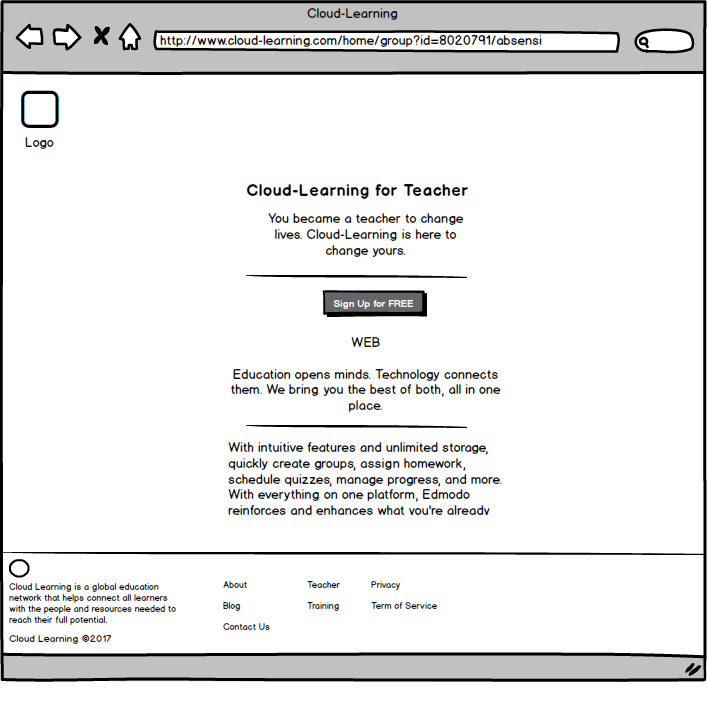 Cloud-Learning
http://www.cloud-learning.com/home/group?id=8020791/absensi
Logo
Cloud-Learning for Teacher
You became a teacher to change
lives. Cloud-Learning is here to
change yours.
Sign Up for FREE
WEB
Education opens minds. Technology connects
them. We bring you the best of both, all in one
place.
With intuitive features and unlimited storage,
quickly create groups, assign homework,
schedule quizzes, manage progress, and more.
With everything on one platform, Edmodo
reinforces and enhances what you're already
Cloud Learning is a global education
network that helps connect all learners
with the people and resources needed to
reach their full potential.
Cloud Learning ©2017
About
Blog
Contact Us
Teacher
Training
Privacy
Term of Service